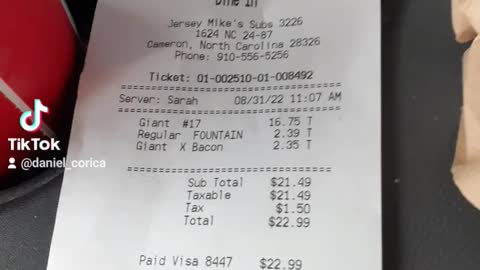 Dine In
Jersey Mike's Subs 3226
1624 NC 24-87
Cameron, North Carolina 28326
Phone: 910-556-5256
Ticket: 01-002510-01-008492
==============================
Server: Sarah 08/31/22 11:07 AM
==============================
Giant #17 16.75 T
Regular FOUNTAIN 2.39 T
Giant X Bacon 2.35 T
==============================
Sub Total $21.49
Taxable $21.49
Tax $1.50
Total $22.99
Paid Visa 8447 $22.99
TikTok
@daniel_corica